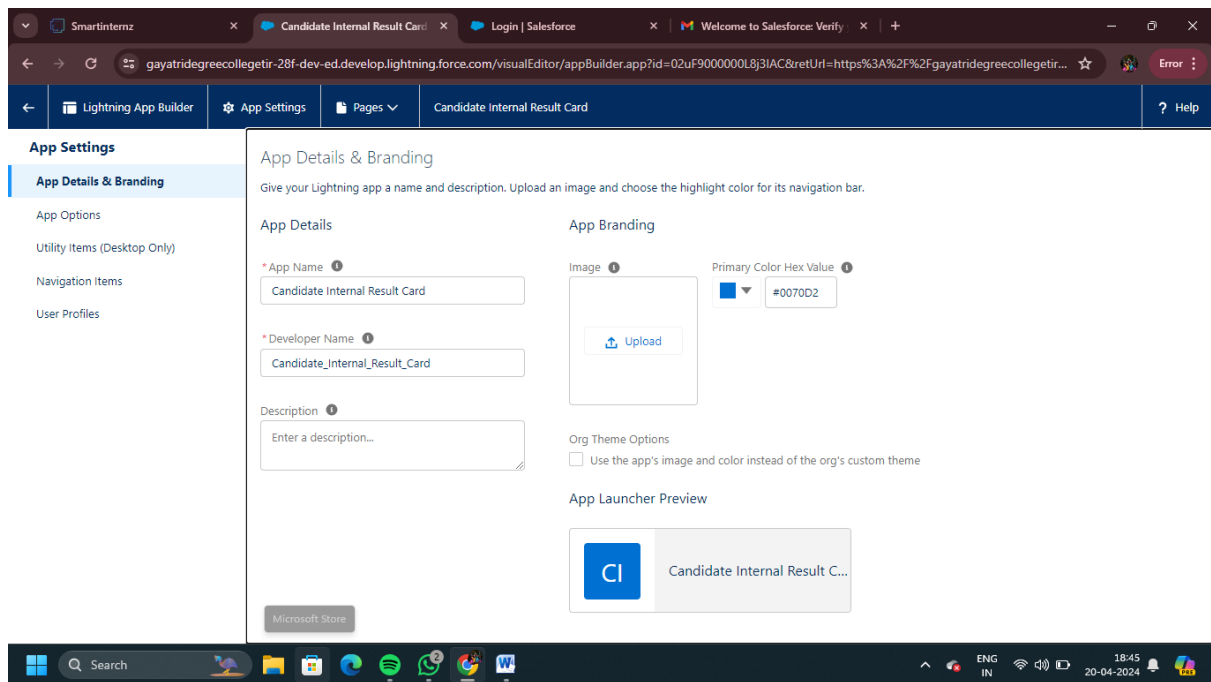 Smartinternz
Candidate Internal Result Card
Login | Salesforce
Welcome to Salesforce: Verify
gayatridegreecollegetir-28f-dev-ed.develop.lightning.force.com/visualEditor/appBuilder.app?id=02uF9000000L8j3IAC&retUrl=https%3A%2F%2Fgayatridegreecollegetir...
Error
Lightning App Builder
App Settings
Pages
Candidate Internal Result Card
? Help
App Settings
App Details & Branding
App Options
Utility Items (Desktop Only)
Navigation Items
User Profiles
App Details & Branding
Give your Lightning app a name and description. Upload an image and choose the highlight color for its navigation bar.
App Details
* App Name
Candidate Internal Result Card
* Developer Name
Candidate_Internal_Result_Card
Description
Enter a description...
App Branding
Image
Upload
Primary Color Hex Value
#0070D2
Org Theme Options
Use the app's image and color instead of the org's custom theme
App Launcher Preview
CI
Candidate Internal Result C...
Microsoft Store
Search
2
W
ENG
IN
18:45
20-04-2024
PRE